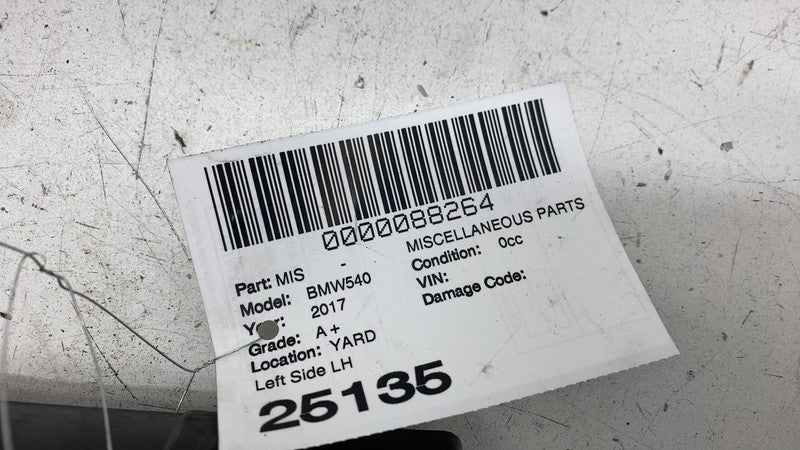 0000088264
Part: MIS - MISCELLANEOUS PARTS
Model: BMW540 Condition: 0cc
Year: 2017 VIN:
Grade: A+ Damage Code:
Location: YARD
Left Side LH
25135